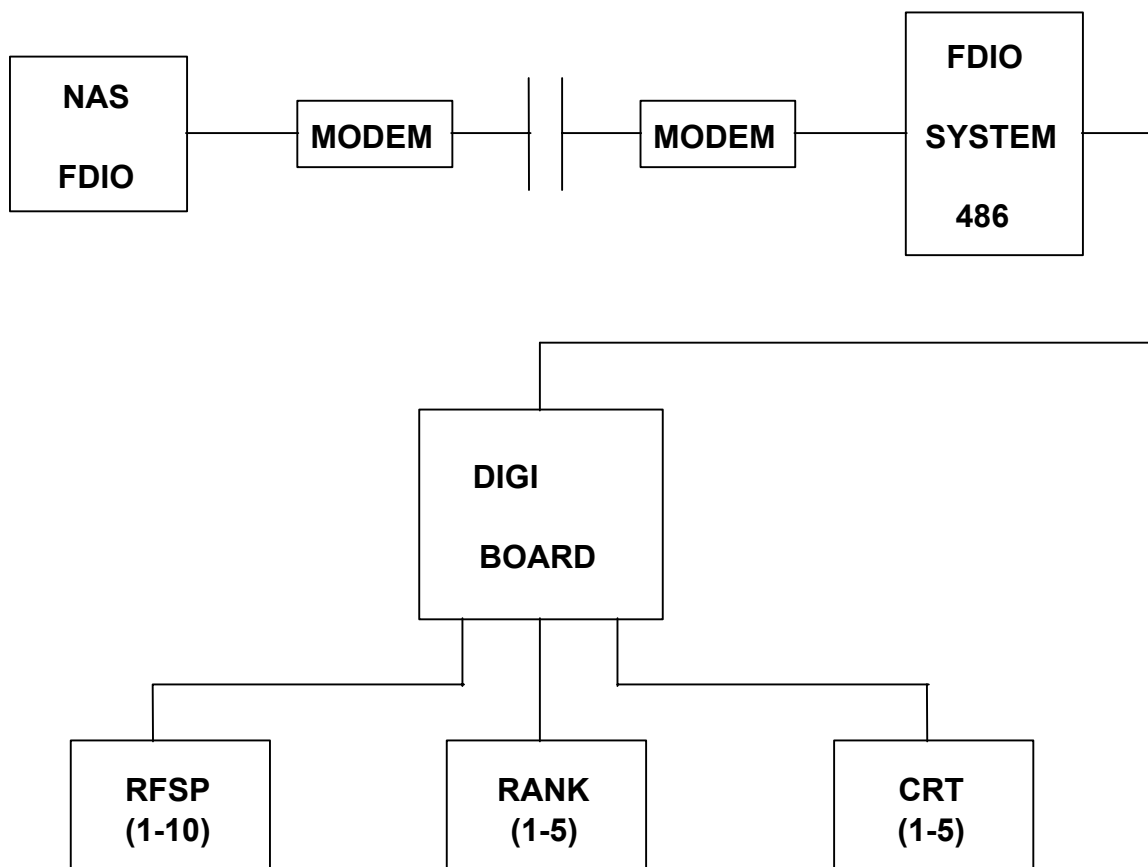 NAS
FDIO
MODEM
MODEM
FDIO
SYSTEM
486
DIGI
BOARD
RFSP
(1-10)
RANK
(1-5)
CRT
(1-5)